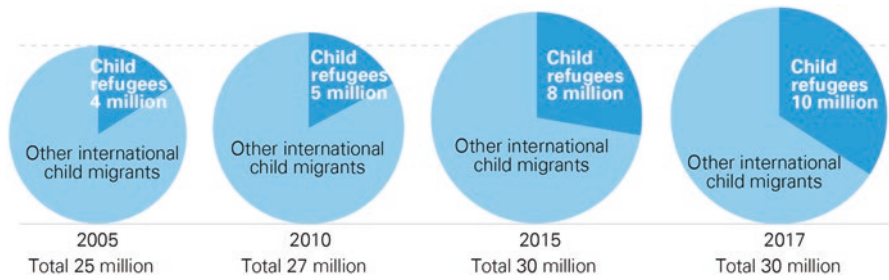 Child
refugees
4 million
Other international
child migrants
2005
Total 25 million
Child
refugees
5 million
Other international
child migrants
2010
Total 27 million
Child
refugees
8 million
Other international
child migrants
2015
Total 30 million
Child
refugees
10 million
Other international
child migrants
2017
Total 30 million